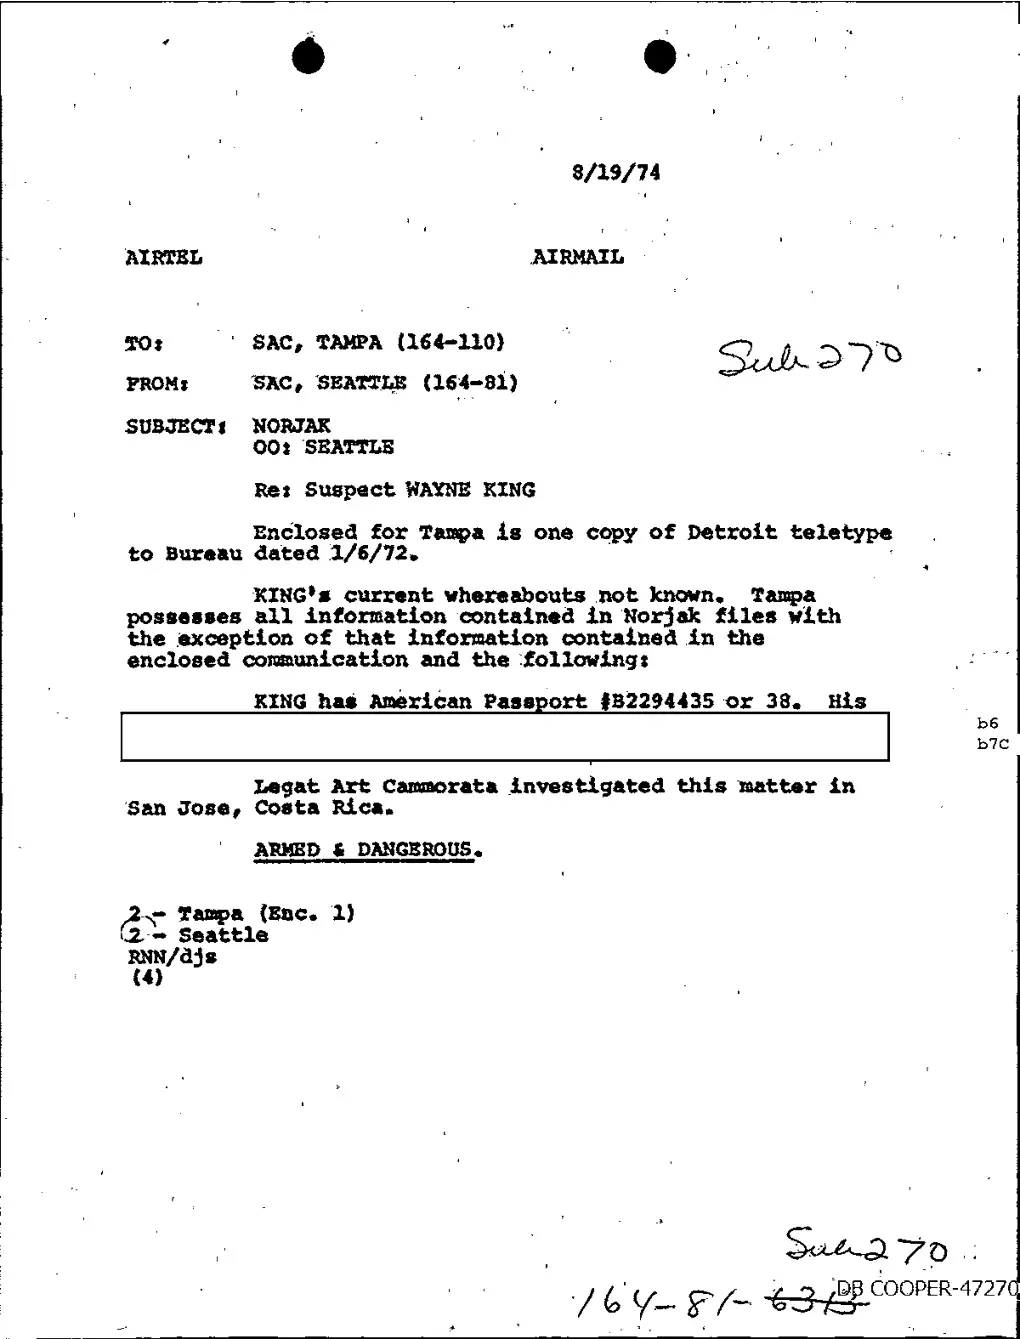 8/19/74
AIRTEL AIRMAIL
TO: SAC, TAMPA (164-110)
Sub 270
FROM: SAC, SEATTLE (164-81)
SUBJECT: NORJAK
OO: SEATTLE
Re: Suspect WAYNE KING
Enclosed for Tampa is one copy of Detroit teletype
to Bureau dated 1/6/72.
KING's current whereabouts not known. Tampa
possesses all information contained in Norjak files with
the exception of that information contained in the
enclosed communication and the following:
KING has American Passport #B2294435 or 38. His
b6
b7C
Legat Art Cammorata investigated this matter in
San Jose, Costa Rica.
ARMED & DANGEROUS.
2 - Tampa (Enc. 1)
2 - Seattle
RNN/djs
(4)
Sub 270
DB COOPER-47270
164-81-6313